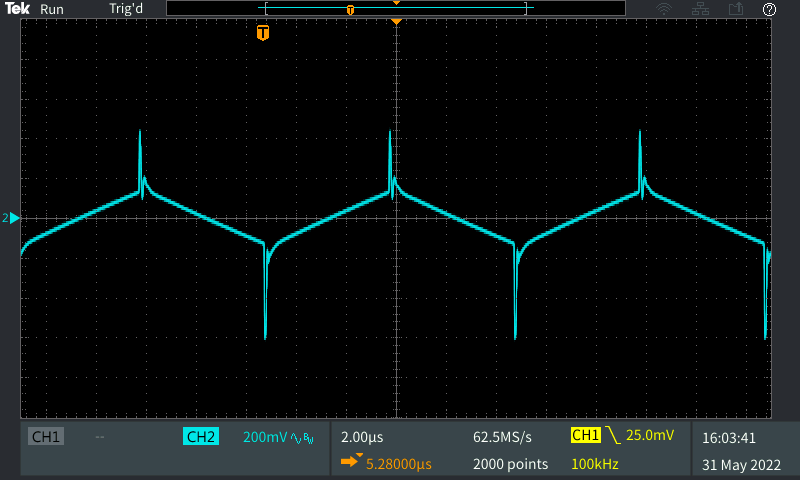 Tek Run Trig'd
T
?
T
2
CH1 -- CH2 200mV BW 2.00µs 62.5MS/s CH1 25.0mV 16:03:41
5.28000µs 2000 points 100kHz 31 May 2022